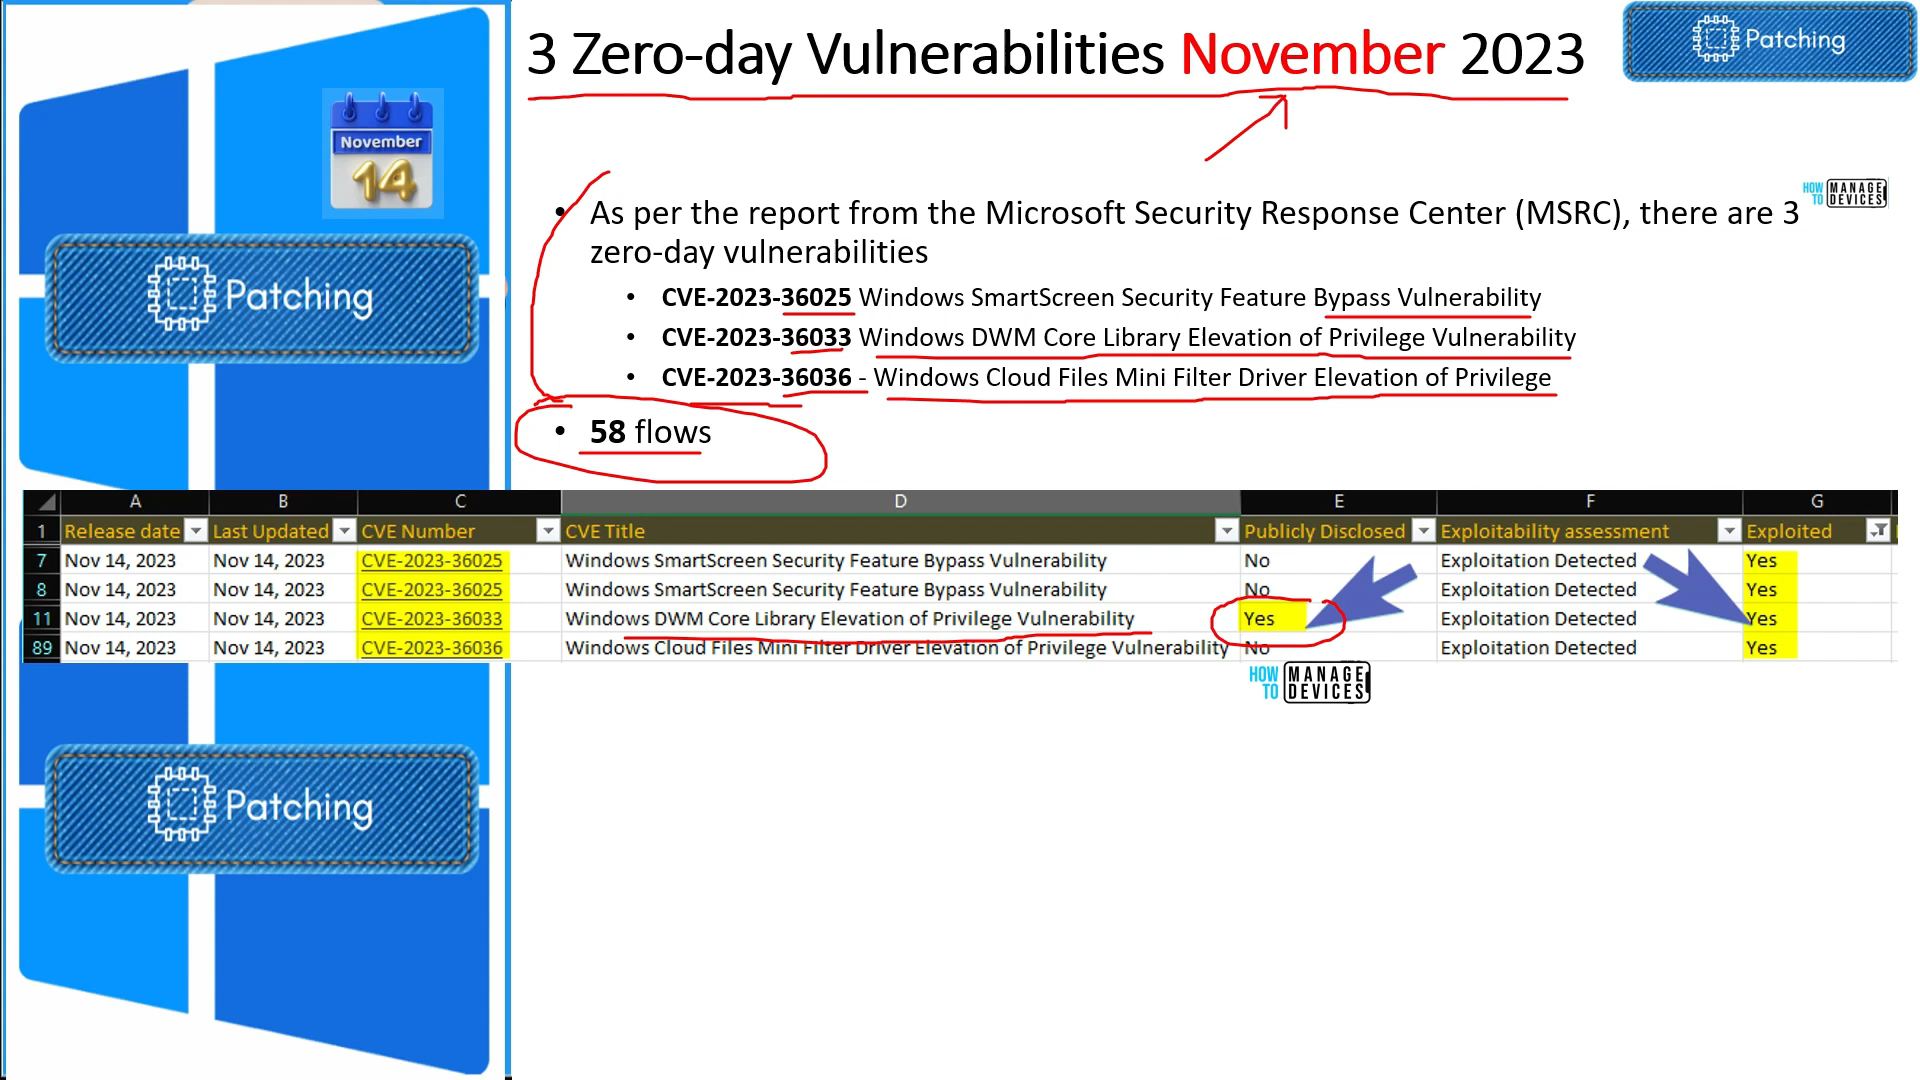 3 Zero-day Vulnerabilities November 2023
Patching
November
14
HOW TO MANAGE DEVICES
• As per the report from the Microsoft Security Response Center (MSRC), there are 3
zero-day vulnerabilities
• CVE-2023-36025 Windows SmartScreen Security Feature Bypass Vulnerability
• CVE-2023-36033 Windows DWM Core Library Elevation of Privilege Vulnerability
• CVE-2023-36036 - Windows Cloud Files Mini Filter Driver Elevation of Privilege
• 58 flows
Patching
A B C D E F G
1 Release date Last Updated CVE Number CVE Title Publicly Disclosed Exploitability assessment Exploited
7 Nov 14, 2023 Nov 14, 2023 CVE-2023-36025 Windows SmartScreen Security Feature Bypass Vulnerability No Exploitation Detected Yes
8 Nov 14, 2023 Nov 14, 2023 CVE-2023-36025 Windows SmartScreen Security Feature Bypass Vulnerability No Exploitation Detected Yes
11 Nov 14, 2023 Nov 14, 2023 CVE-2023-36033 Windows DWM Core Library Elevation of Privilege Vulnerability Yes Exploitation Detected Yes
89 Nov 14, 2023 Nov 14, 2023 CVE-2023-36036 Windows Cloud Files Mini Filter Driver Elevation of Privilege Vulnerability No Exploitation Detected Yes
HOW TO MANAGE DEVICES
Patching